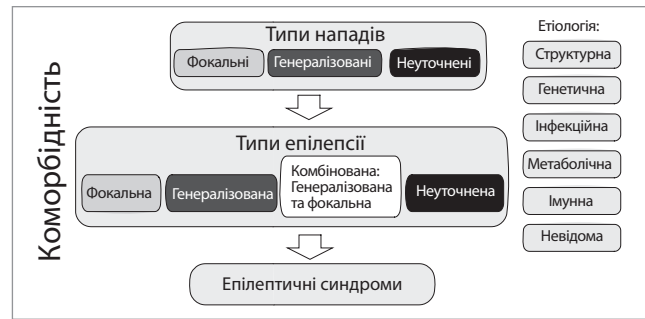 Коморбідність
Типи нападів
Фокальні
Генералізовані
Неуточнені
Типи епілепсії
Фокальна
Генералізована
Комбінована:
Генералізована
та фокальна
Неуточнена
Епілептичні синдроми
Етіологія:
Структурна
Генетична
Інфекційна
Метаболічна
Імунна
Невідома